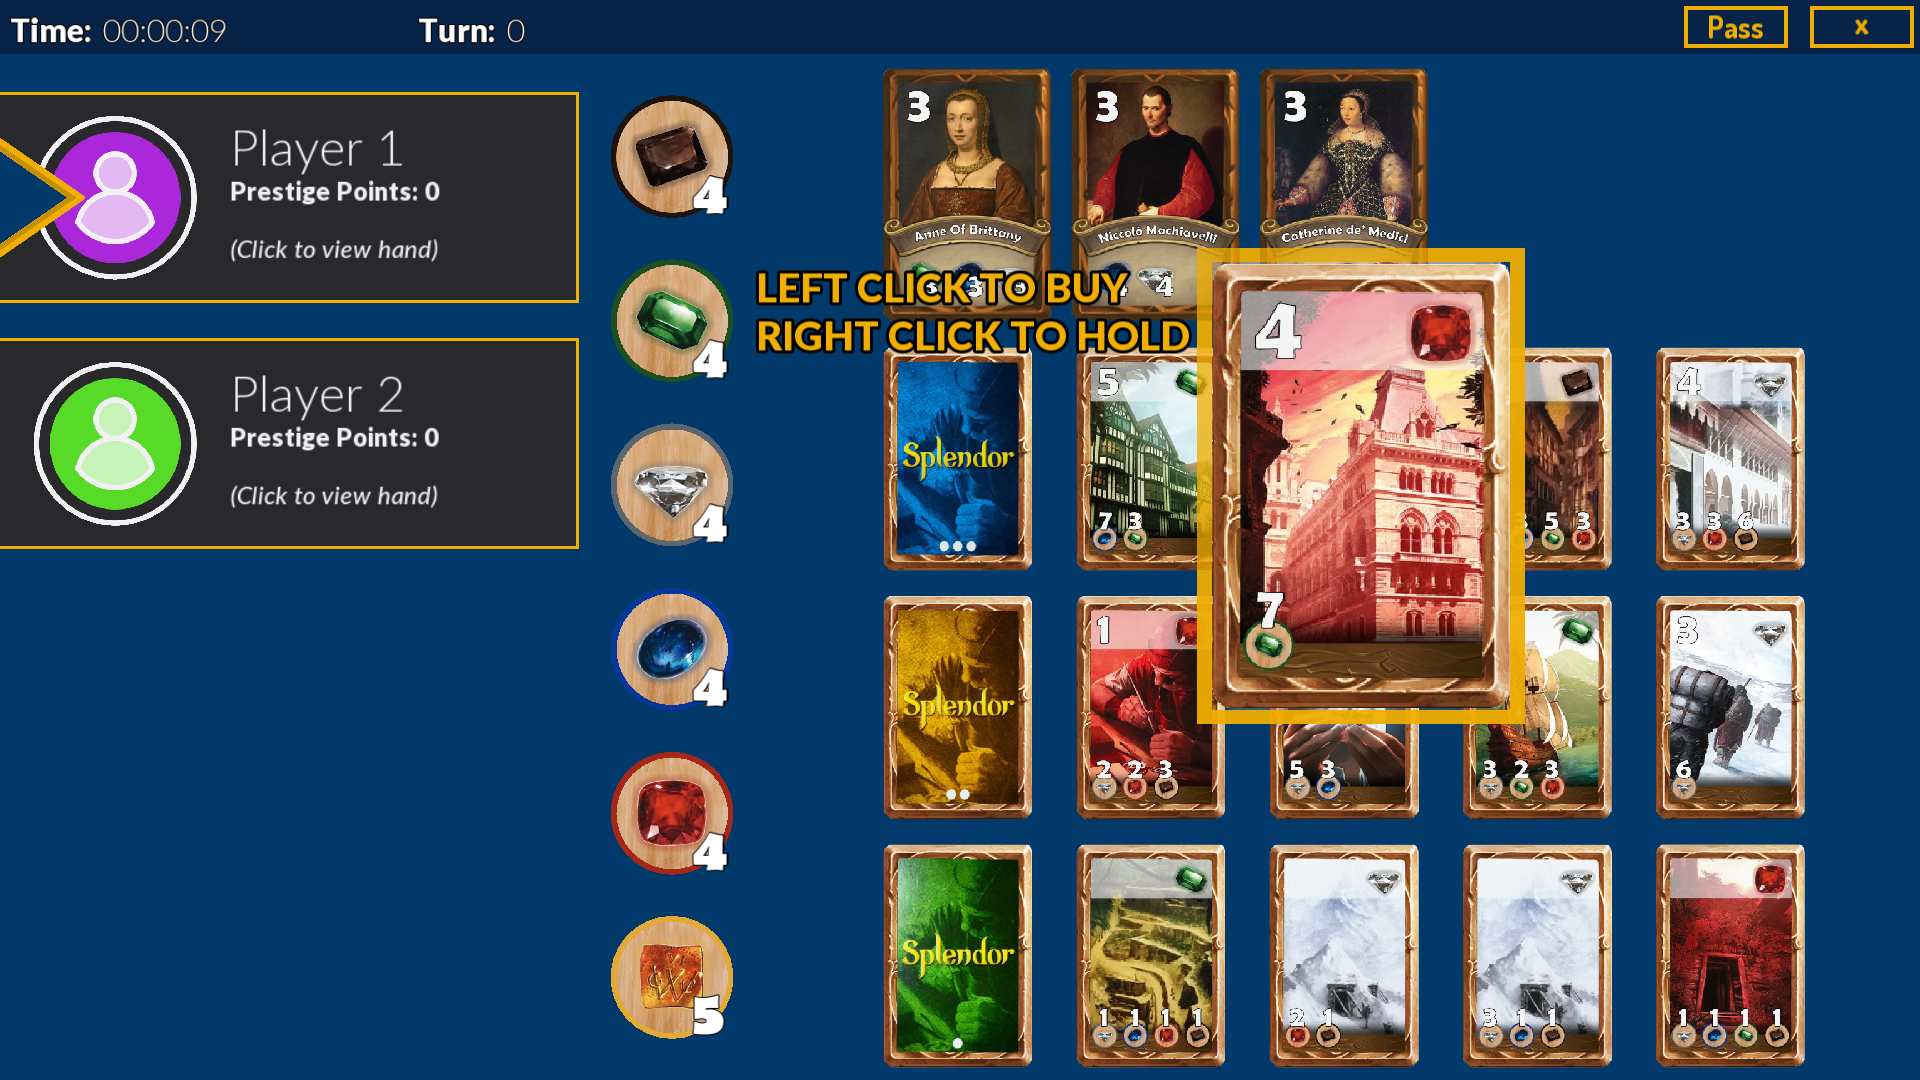 Time: 00:00:09
Turn: 0
Pass
x
Player 1
Prestige Points: 0
(Click to view hand)
Player 2
Prestige Points: 0
(Click to view hand)
4
4
4
4
4
5
3
3
3
Anne Of Brittany
Niccolo Machiavelli
Catherine de' Medici
3
4
LEFT CLICK TO BUY
RIGHT CLICK TO HOLD
4
7
Splendor
5
7 3
5 3
4
3 3 6
Splendor
1
2 2 3
5 3
3 2 3
3
6
Splendor
1 1 1 1
2 1
3 1 1
1 1 1 1